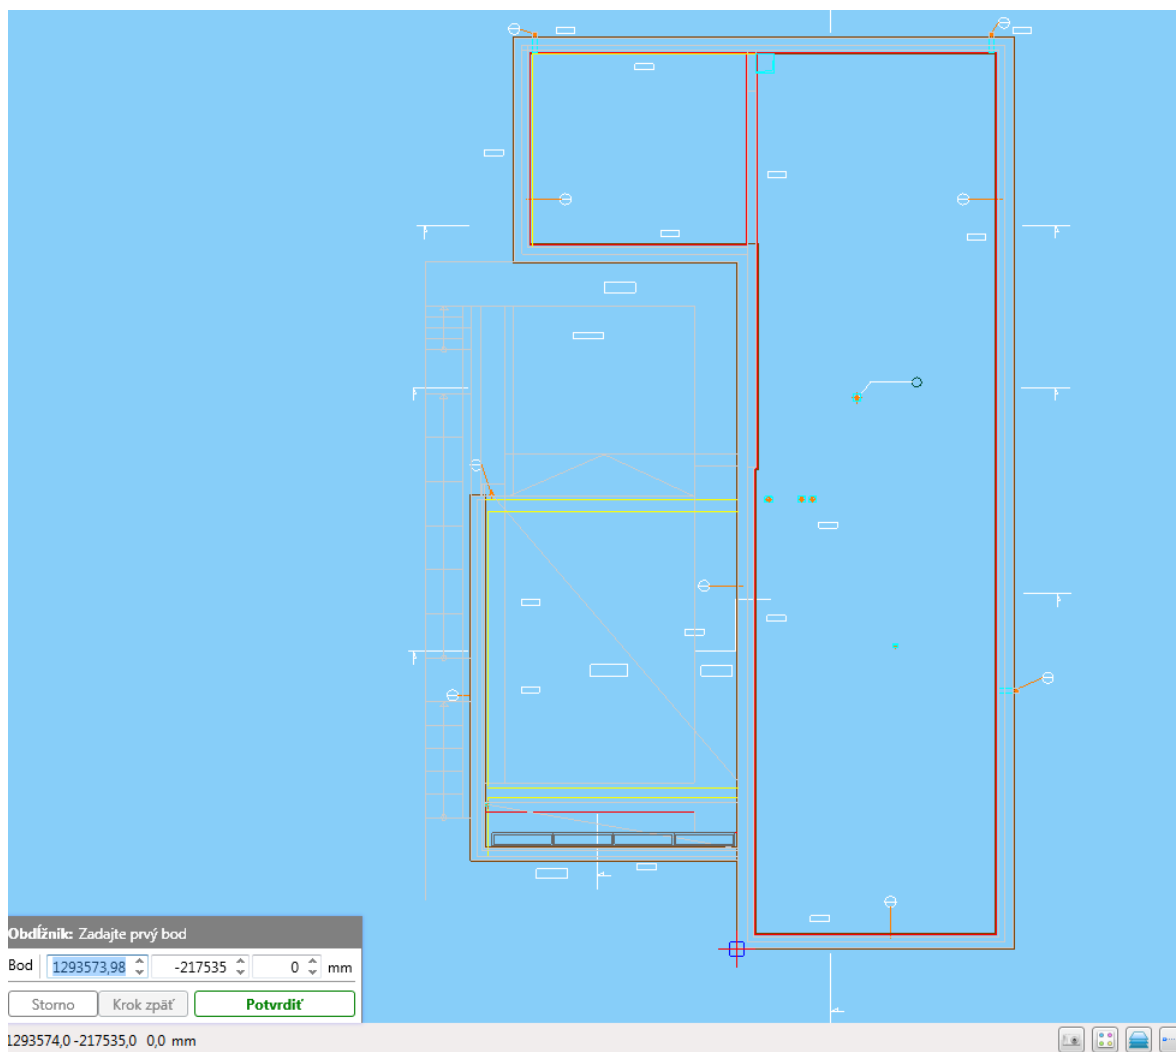 Obdĺžnik: Zadajte prvý bod
Bod 1293573,98 -217535 0 mm
Storno Krok zpäť Potvrdiť
1293574,0 -217535,0 0,0 mm